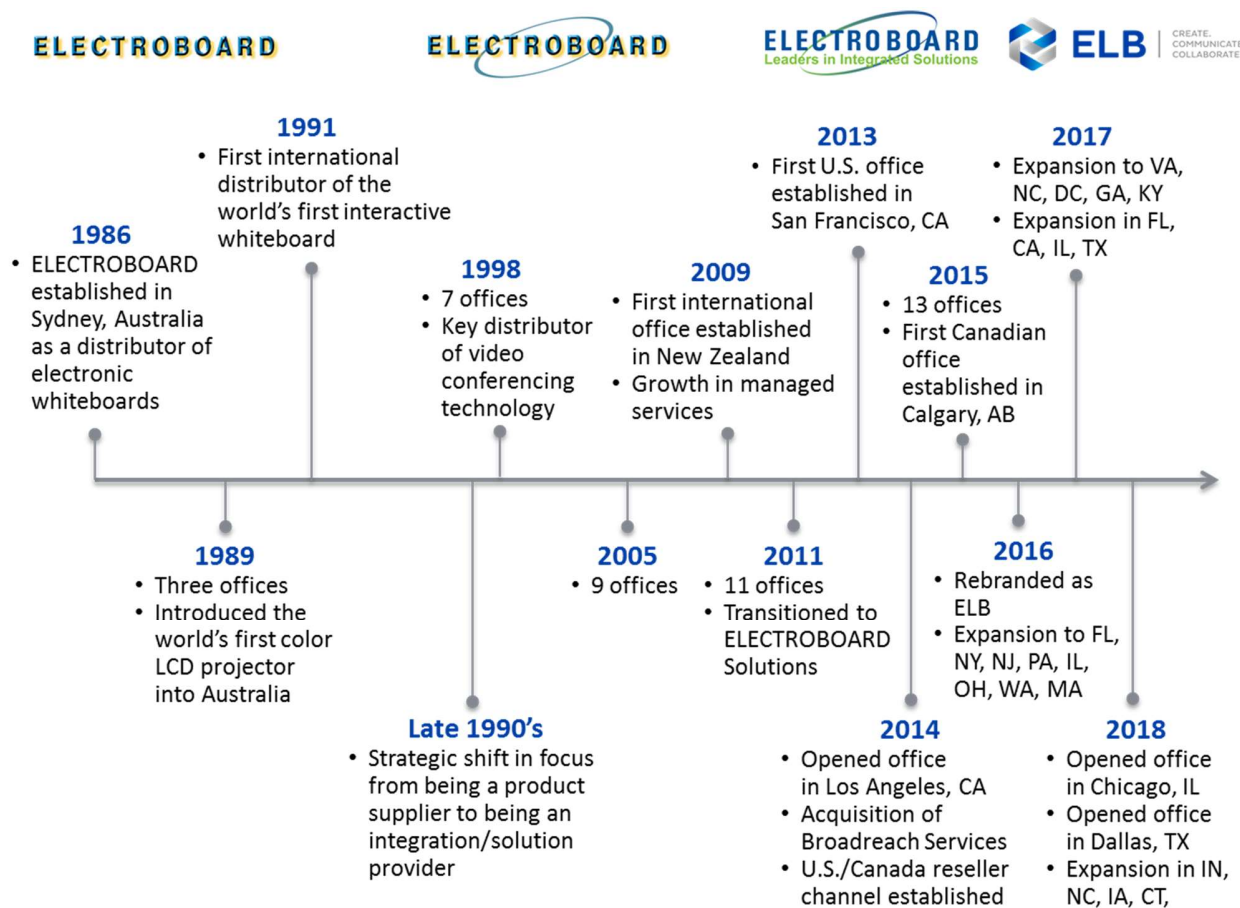 ELECTROBOARD
ELECTROBOARD
ELECTROBOARD
Leaders in Integrated Solutions
ELB
CREATE.
COMMUNICATE
COLLABORATE
1986
• ELECTROBOARD
established in
Sydney, Australia
as a distributor of
electronic
whiteboards
1989
• Three offices
• Introduced the
world's first color
LCD projector
into Australia
1991
• First international
distributor of the
world's first interactive
whiteboard
Late 1990's
• Strategic shift in focus
from being a product
supplier to being an
integration/solution
provider
1998
• 7 offices
• Key distributor
of video
conferencing
technology
2005
• 9 offices
2009
• First international
office established
in New Zealand
• Growth in managed
services
2011
• 11 offices
• Transitioned to
ELECTROBOARD
Solutions
2013
• First U.S. office
established in
San Francisco, CA
2014
• Opened office
in Los Angeles, CA
• Acquisition of
Broadreach Services
• U.S./Canada reseller
channel established
2015
• 13 offices
• First Canadian
office
established in
Calgary, AB
2016
• Rebranded as
ELB
• Expansion to FL,
NY, NJ, PA, IL,
OH, WA, MA
2017
• Expansion to VA,
NC, DC, GA, KY
• Expansion in FL,
CA, IL, TX
2018
• Opened office
in Chicago, IL
• Opened office
in Dallas, TX
• Expansion in IN,
NC, IA, CT,